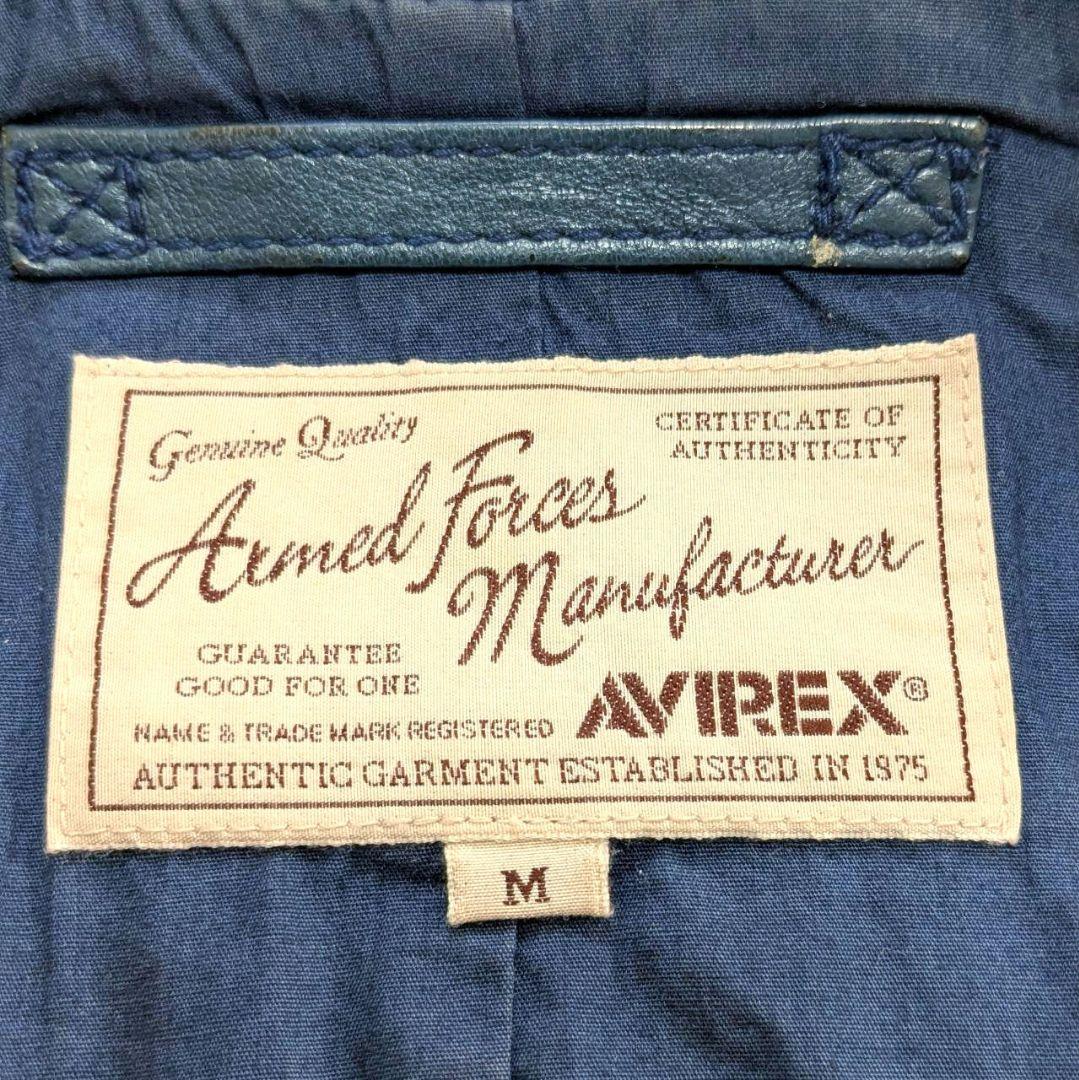 Genuine Quality
CERTIFICATE OF
AUTHENTICITY
Armed Forces
Manufacturer
GUARANTEE
GOOD FOR ONE
NAME & TRADE MARK REGISTERED
AVIREX®
AUTHENTIC GARMENT ESTABLISHED IN 1975
M